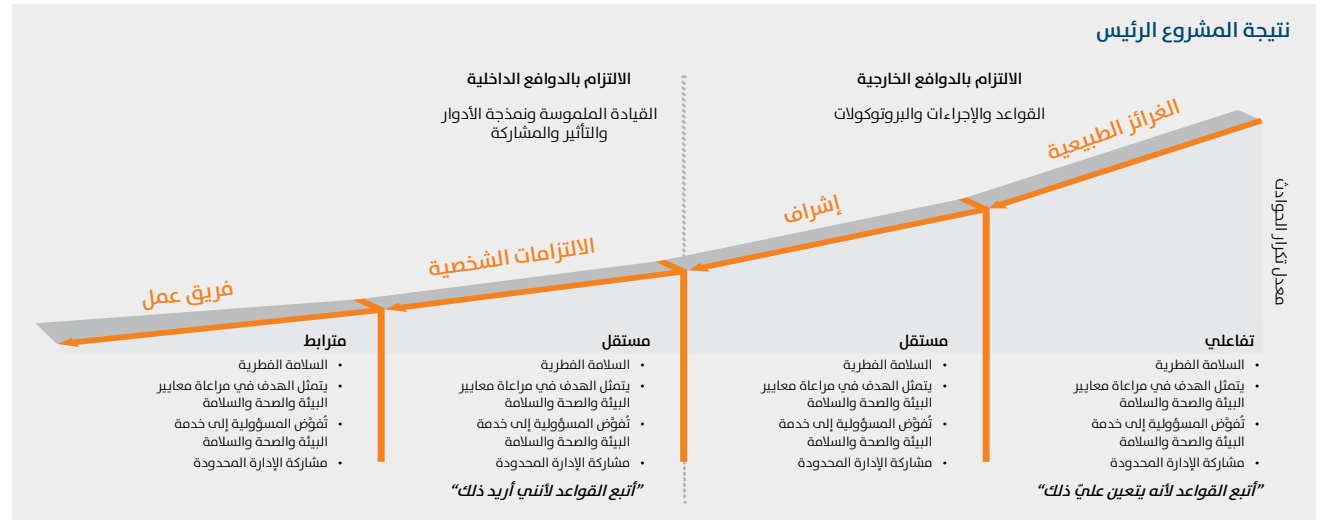 نتيجة المشروع الرئيس
الالتزام بالدوافع الخارجية
القواعد والإجراءات والبروتوكولات
الالتزام بالدوافع الداخلية
القيادة الملموسة ونمذجة الأدوار
والتأثير والمشاركة
معدل تكرار الحوادث
الغرائز الطبيعية
إشراف
الالتزامات الشخصية
فريق عمل
تفاعلي
• السلامة الفطرية
• يتمثل الهدف في مراعاة معايير
البيئة والصحة والسلامة
• تُفوَّض المسؤولية إلى خدمة
البيئة والصحة والسلامة
• مشاركة الإدارة المحدودة
مستقل
• السلامة الفطرية
• يتمثل الهدف في مراعاة معايير
البيئة والصحة والسلامة
• تُفوَّض المسؤولية إلى خدمة
البيئة والصحة والسلامة
• مشاركة الإدارة المحدودة
"أتبع القواعد لأنه يتعين عليّ ذلك"
مستقل
• السلامة الفطرية
• يتمثل الهدف في مراعاة معايير
البيئة والصحة والسلامة
• تُفوَّض المسؤولية إلى خدمة
البيئة والصحة والسلامة
• مشاركة الإدارة المحدودة
مترابط
• السلامة الفطرية
• يتمثل الهدف في مراعاة معايير
البيئة والصحة والسلامة
• تُفوَّض المسؤولية إلى خدمة
البيئة والصحة والسلامة
• مشاركة الإدارة المحدودة
"أتبع القواعد لأنني أريد ذلك"